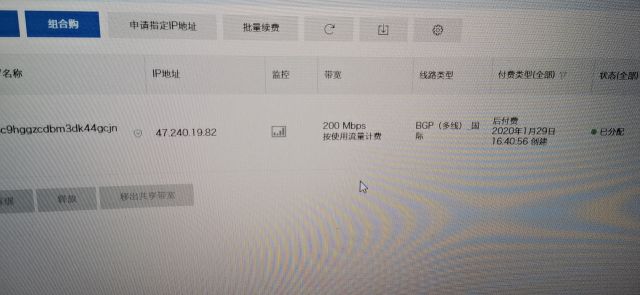 组合购 申请指定IP地址 批量续费
名称 IP地址 监控 带宽 线路类型 付费类型(全部) 状态(全部)
c9hggzcdbm3dk44gcjn 47.240.19.82 200 Mbps BGP（多线）_国 后付费 已分配
按使用流量计费 际 2020年1月29日
16:40:56 创建
释放 移出共享带宽